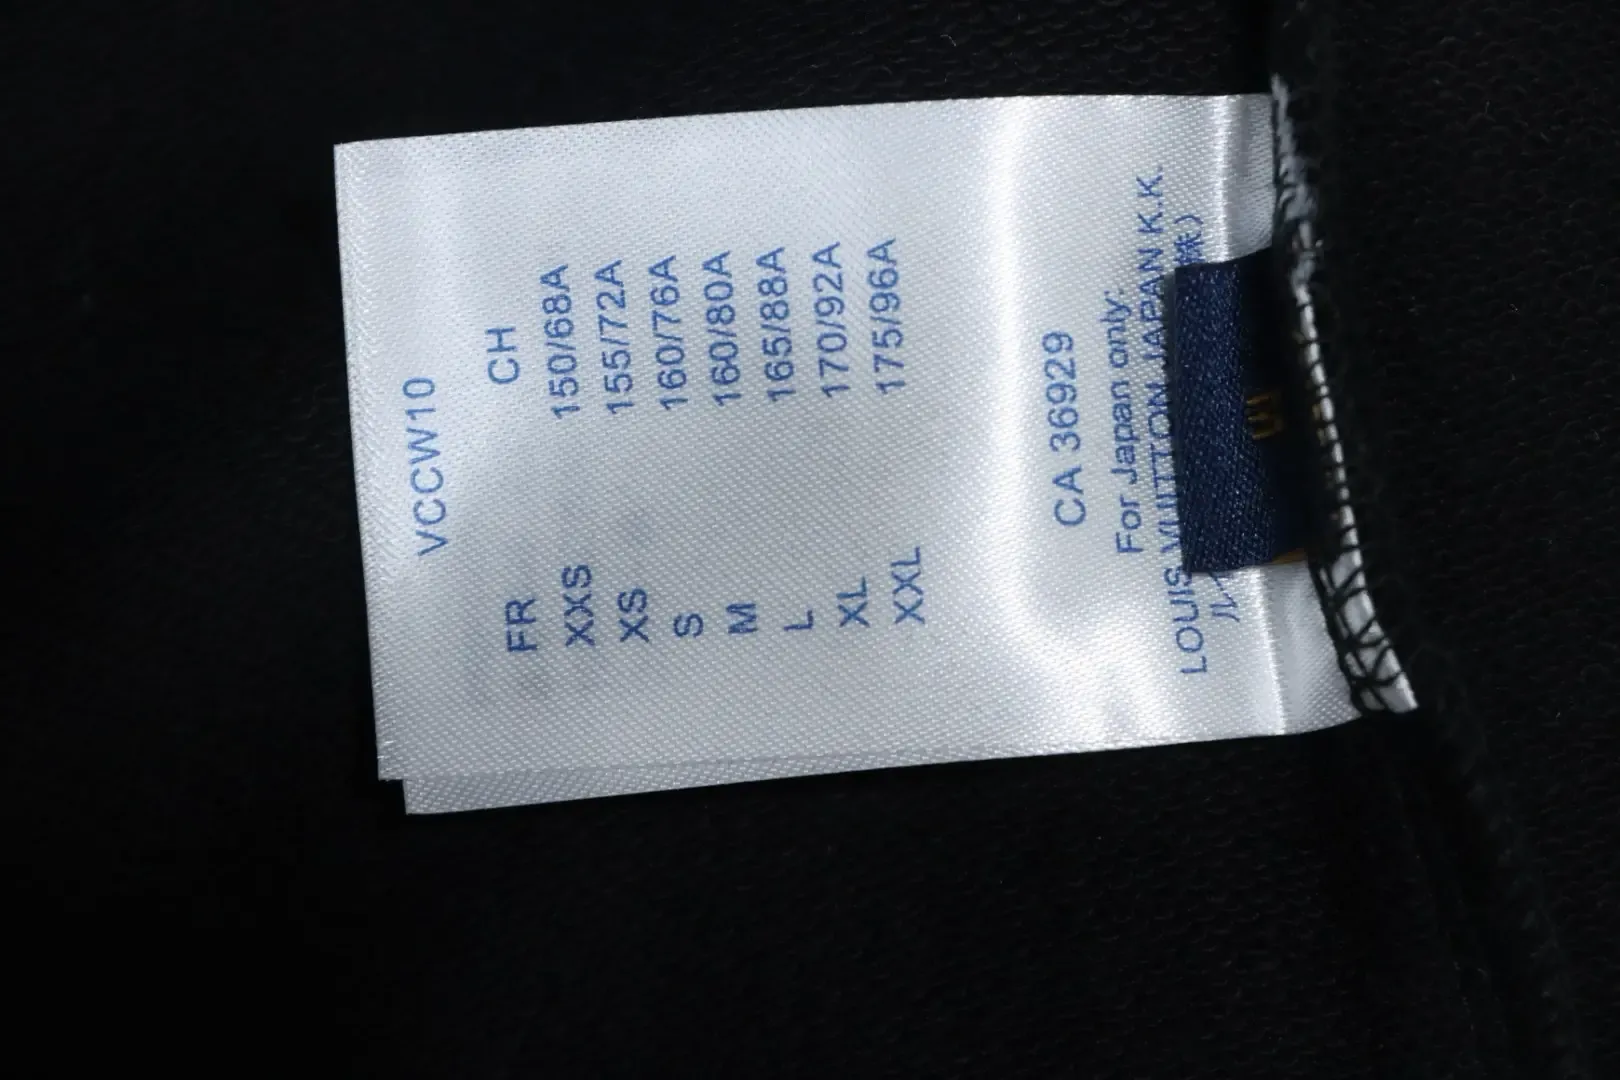 VCCW10
FR CH
XXS 150/68A
XS 155/72A
S 160/76A
M 160/80A
L 165/88A
XL 170/92A
XXL 175/96A
CA 36929
For Japan only:
LOUIS VUITTON JAPAN K.K.